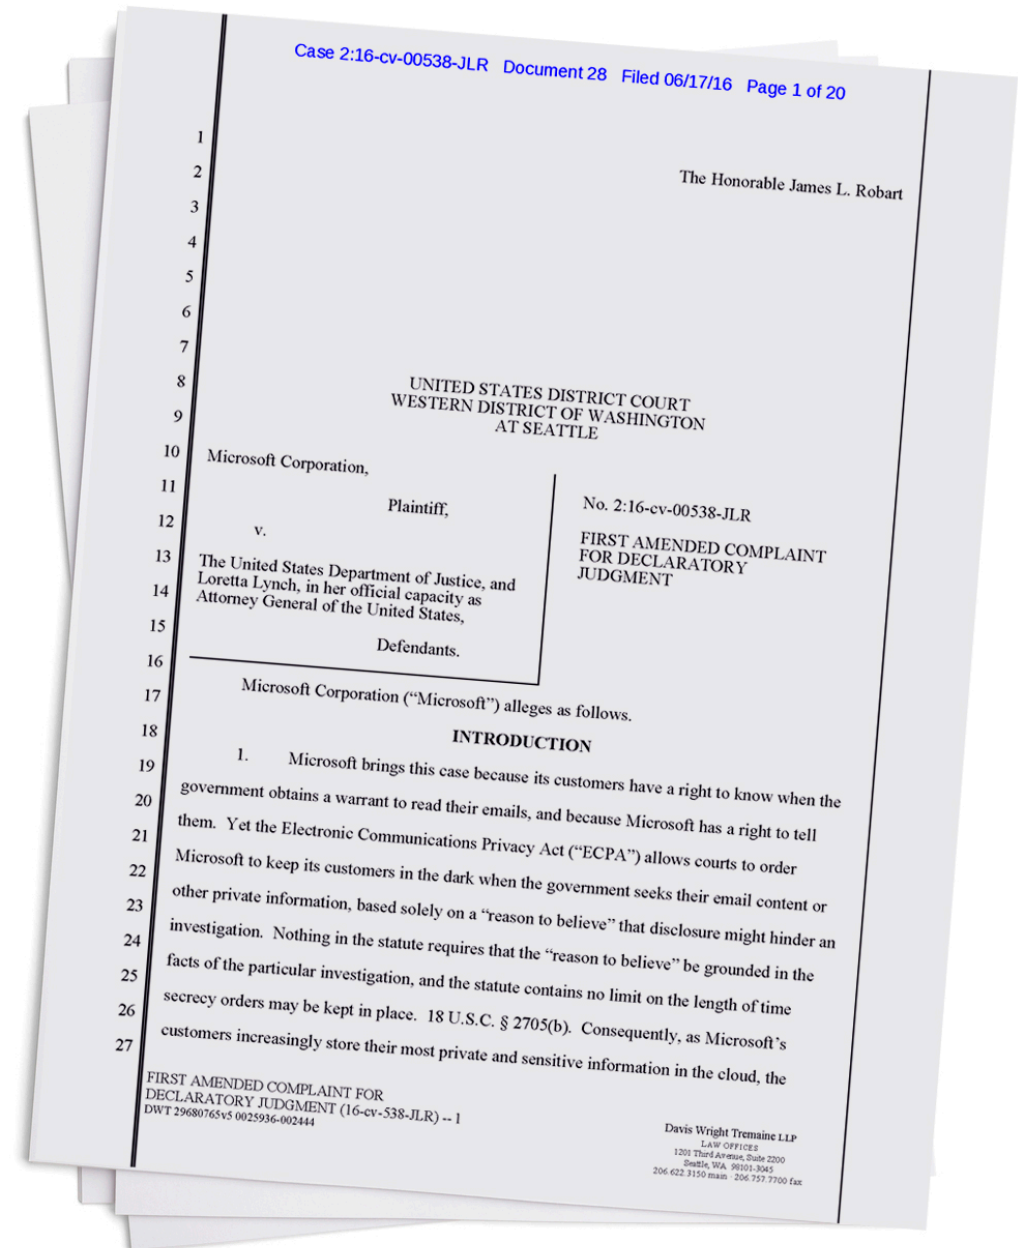 Case 2:16-cv-00538-JLR   Document 28   Filed 06/17/16   Page 1 of 20
1
2
The Honorable James L. Robart
3
4
5
6
7
8
UNITED STATES DISTRICT COURT
WESTERN DISTRICT OF WASHINGTON
9
AT SEATTLE
10
Microsoft Corporation,
11
Plaintiff,
No. 2:16-cv-00538-JLR
12
v.
FIRST AMENDED COMPLAINT
FOR DECLARATORY
JUDGMENT
13
The United States Department of Justice, and
Loretta Lynch, in her official capacity as
14
Attorney General of the United States,
15
Defendants.
16
17
Microsoft Corporation (“Microsoft”) alleges as follows.
18
INTRODUCTION
19
1.   Microsoft brings this case because its customers have a right to know when the
20
government obtains a warrant to read their emails, and because Microsoft has a right to tell
21
them.  Yet the Electronic Communications Privacy Act (“ECPA”) allows courts to order
22
Microsoft to keep its customers in the dark when the government seeks their email content or
23
other private information, based solely on a “reason to believe” that disclosure might hinder an
24
investigation.  Nothing in the statute requires that the “reason to believe” be grounded in the
25
facts of the particular investigation, and the statute contains no limit on the length of time
26
secrecy orders may be kept in place.  18 U.S.C. § 2705(b).  Consequently, as Microsoft’s
27
customers increasingly store their most private and sensitive information in the cloud, the
FIRST AMENDED COMPLAINT FOR
DECLARATORY JUDGMENT (16-cv-538-JLR) -- 1
DWT 29680765v5 0025936-002444
Davis Wright Tremaine LLP
LAW OFFICES
1201 Third Avenue, Suite 2200
Seattle, WA  98101-3045
206.622.3150 main · 206.757.7700 fax